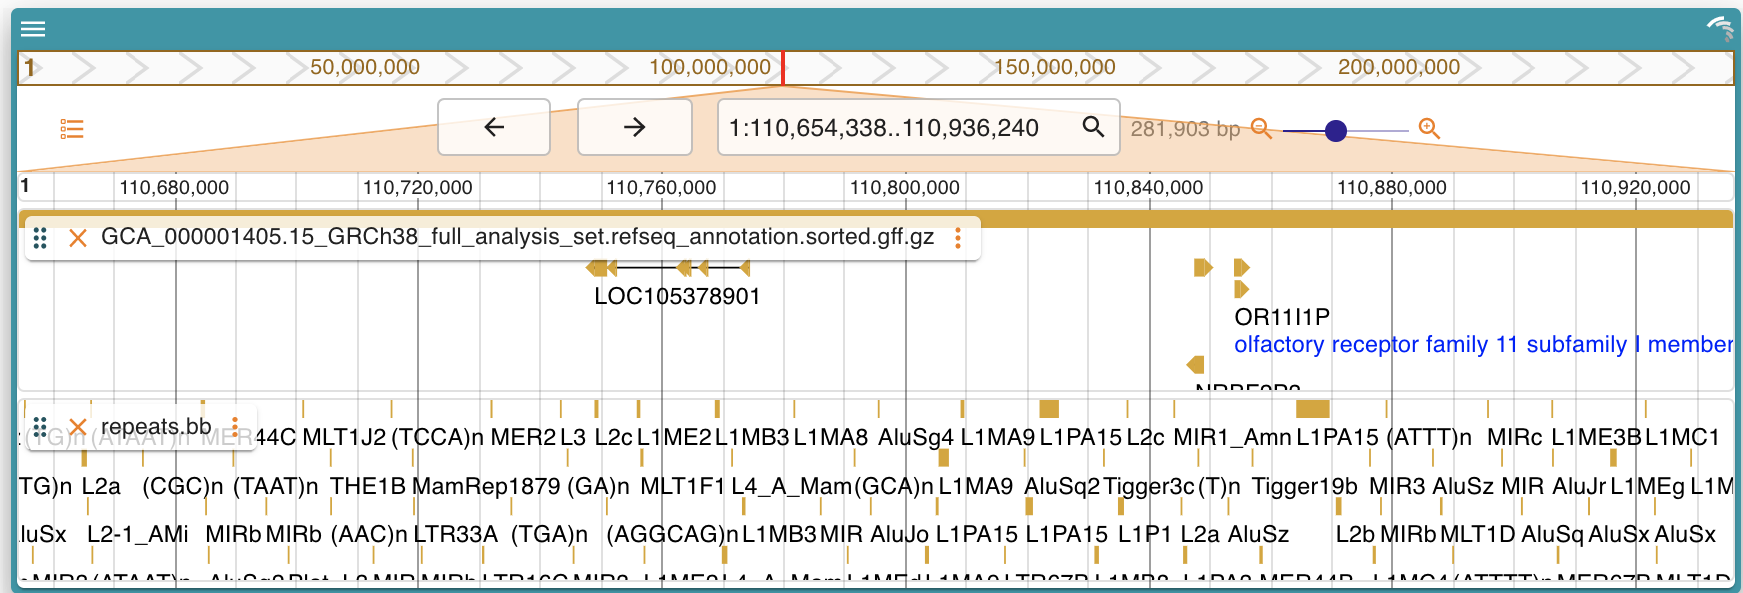 1 50,000,000 100,000,000 150,000,000 200,000,000
1:110,654,338..110,936,240 281,903 bp
1 110,680,000 110,720,000 110,760,000 110,800,000 110,840,000 110,880,000 110,920,000
GCA_000001405.15_GRCh38_full_analysis_set.refseq_annotation.sorted.gff.gz
LOC105378901
OR11I1P
olfactory receptor family 11 subfamily I member
repeats.bb
(TG)n (ATAAT)n MER44C MLT1J2 (TCCA)n MER2 L3 L2c L1ME2 L1MB3 L1MA8 AluSg4 L1MA9 L1PA15 L2c MIR1_Amn L1PA15 (ATTT)n MIRc L1ME3B L1MC1
TG)n L2a (CGC)n (TAAT)n THE1B MamRep1879 (GA)n MLT1F1 L4_A_Mam (GCA)n L1MA9 AluSq2 Tigger3c (T)n Tigger19b MIR3 AluSz MIR AluJr L1MEg L1M
luSx L2-1_AMi MIRb MIRb (AAC)n LTR33A (TGA)n (AGGCAG)n L1MB3 MIR AluJo L1PA15 L1PA15 L1P1 L2a AluSz L2b MIRb MLT1D AluSq AluSx AluSx